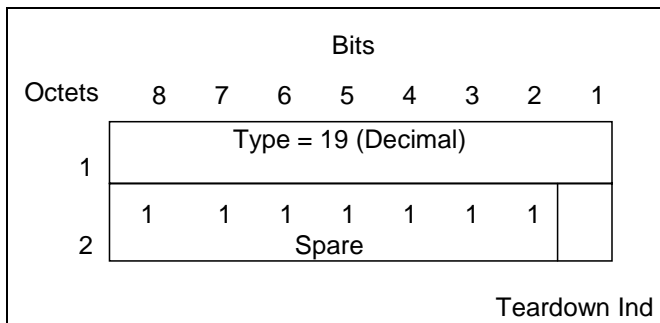 Bits
Octets 8 7 6 5 4 3 2 1
1 Type = 19 (Decimal)
1 1 1 1 1 1 1
2 Spare
Teardown Ind